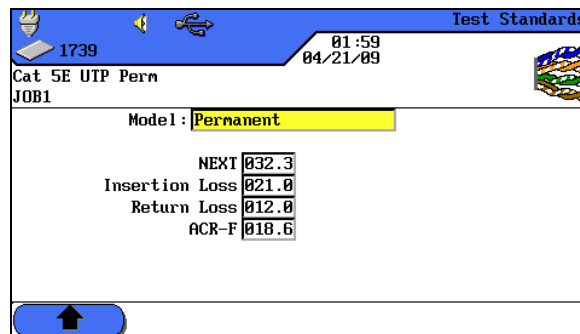 Test Standards
1739
01:59
04/21/09
Cat 5E UTP Perm
JOB1
Model: Permanent
NEXT 032.3
Insertion Loss 021.0
Return Loss 012.0
ACR-F 018.6